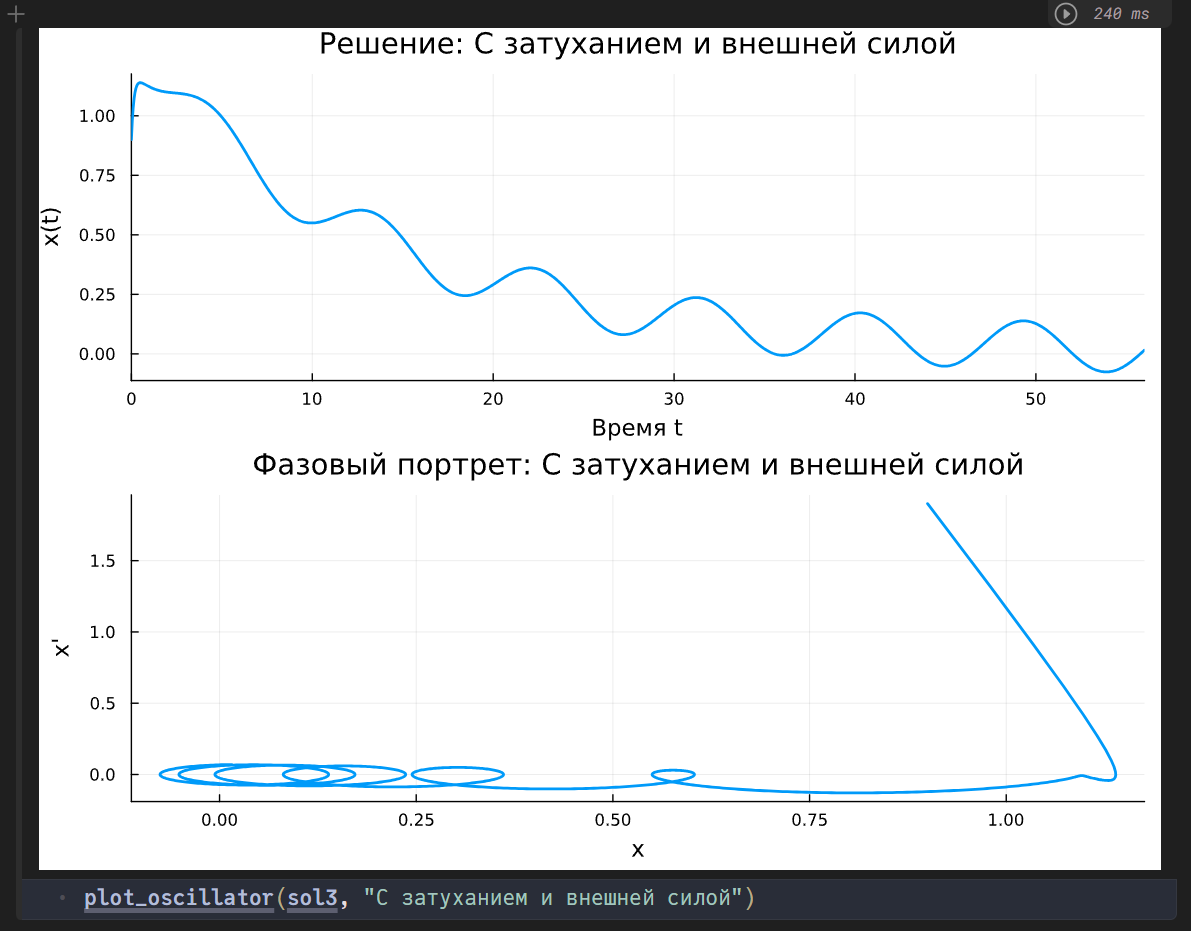 240 ms
Решение: С затуханием и внешней силой
1.00
0.75
0.50
0.25
0.00
x(t)
0 10 20 30 40 50
Время t
Фазовый портрет: С затуханием и внешней силой
1.5
1.0
0.5
0.0
x'
0.00 0.25 0.50 0.75 1.00
x
plot_oscillator(sol3, "С затуханием и внешней силой")